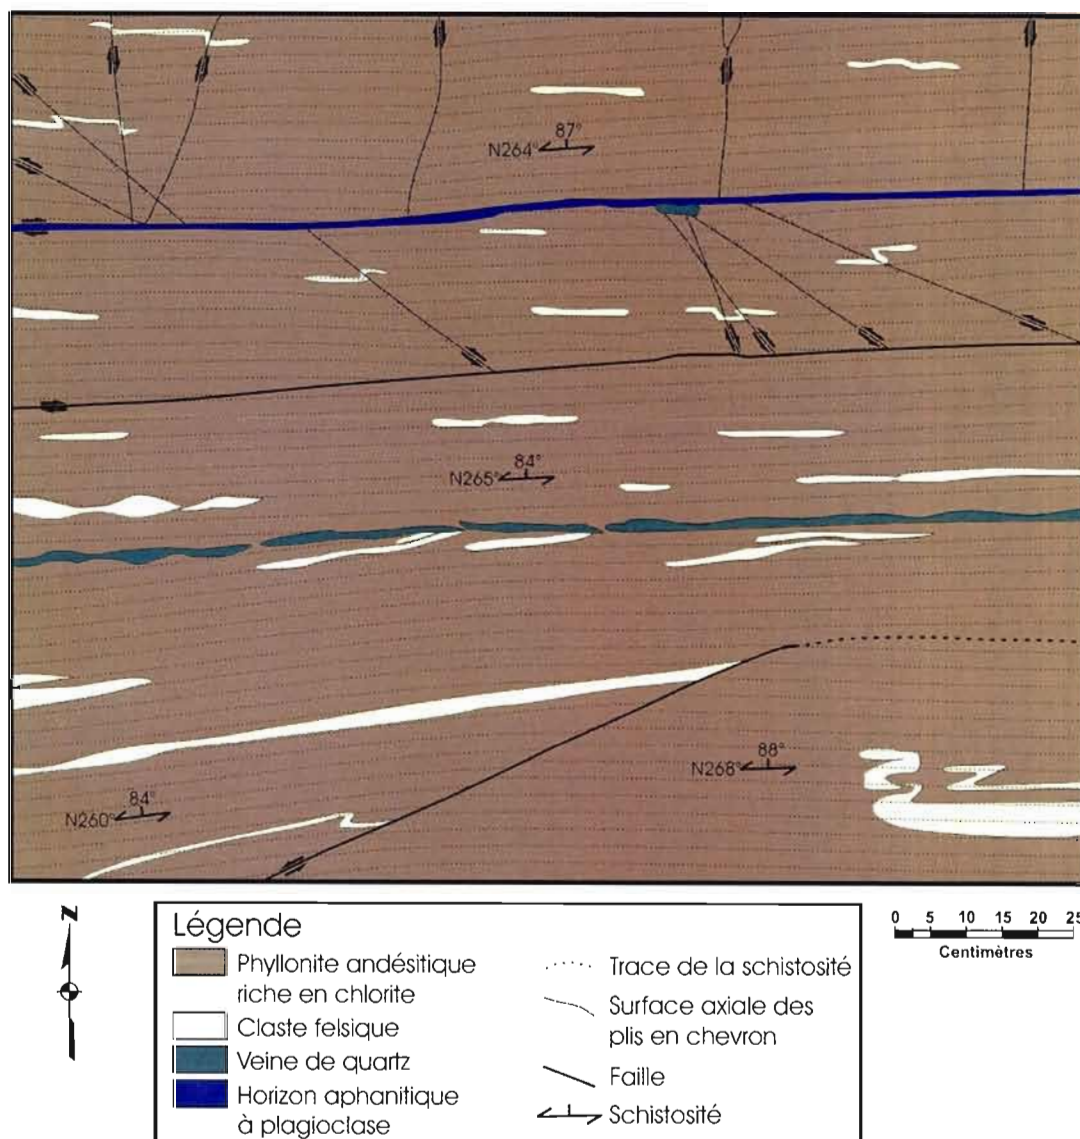 87°
N264°
84°
N265°
88°
N268°
84°
N260°
N
Légende
Phyllonite andésitique
riche en chlorite
Claste felsique
Veine de quartz
Horizon aphanitique
à plagioclase
Trace de la schistosité
Surface axiale des
plis en chevron
Faille
Schistosité
0 5 10 15 20 25
Centimètres